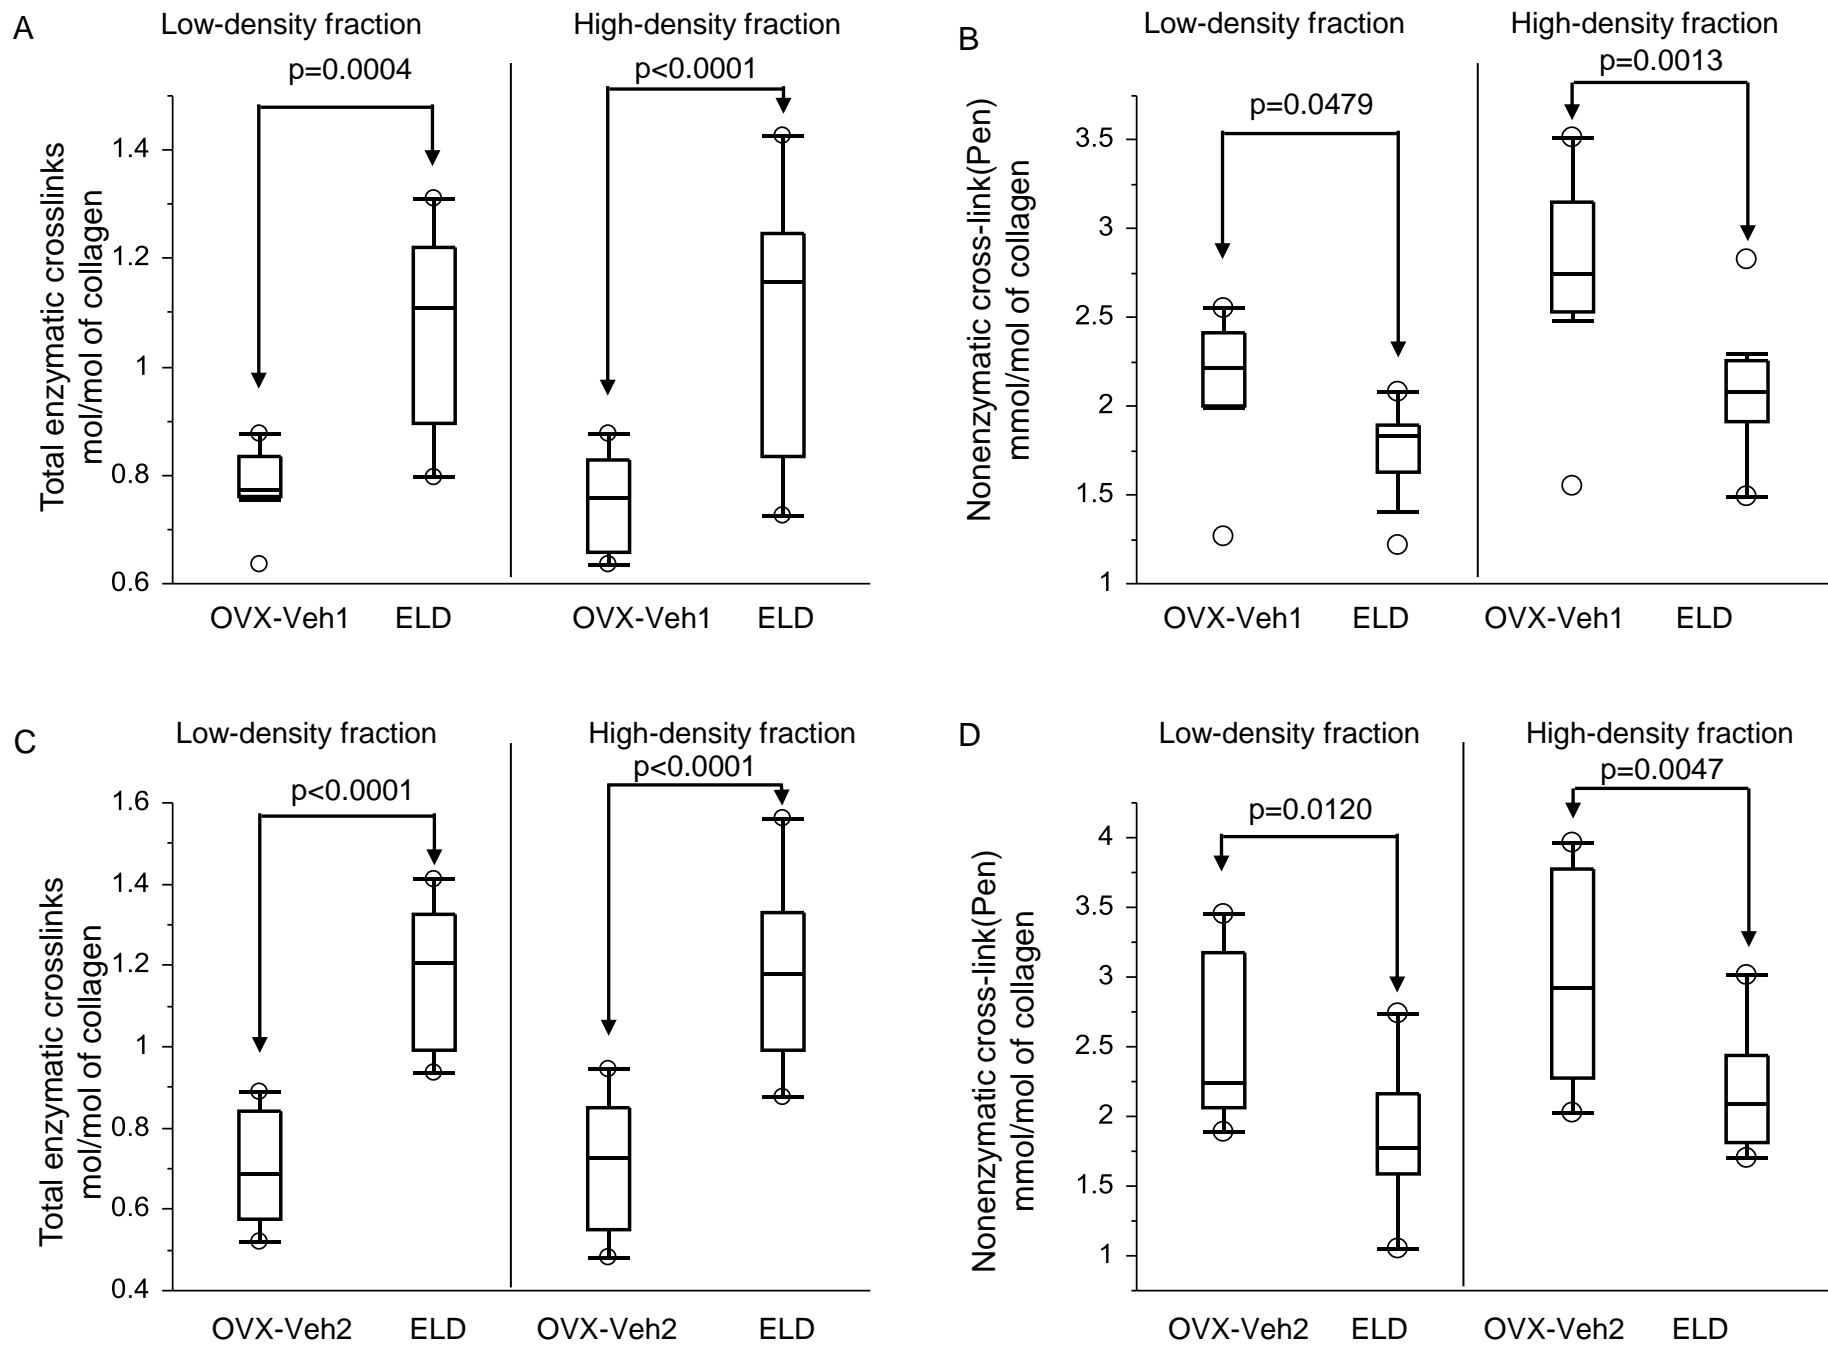 A
Low-density fraction
High-density fraction
p=0.0004
p<0.0001
Total enzymatic crosslinks
mol/mol of collagen
1.4
1.2
1
0.8
0.6
OVX-Veh1
ELD
OVX-Veh1
ELD
B
Low-density fraction
High-density fraction
p=0.0479
p=0.0013
Nonenzymatic cross-link(Pen)
mmol/mol of collagen
3.5
3
2.5
2
1.5
1
OVX-Veh1
ELD
OVX-Veh1
ELD
C
Low-density fraction
High-density fraction
p<0.0001
p<0.0001
Total enzymatic crosslinks
mol/mol of collagen
1.6
1.4
1.2
1
0.8
0.6
0.4
OVX-Veh2
ELD
OVX-Veh2
ELD
D
Low-density fraction
High-density fraction
p=0.0120
p=0.0047
Nonenzymatic cross-link(Pen)
mmol/mol of collagen
4
3.5
3
2.5
2
1.5
1
OVX-Veh2
ELD
OVX-Veh2
ELD